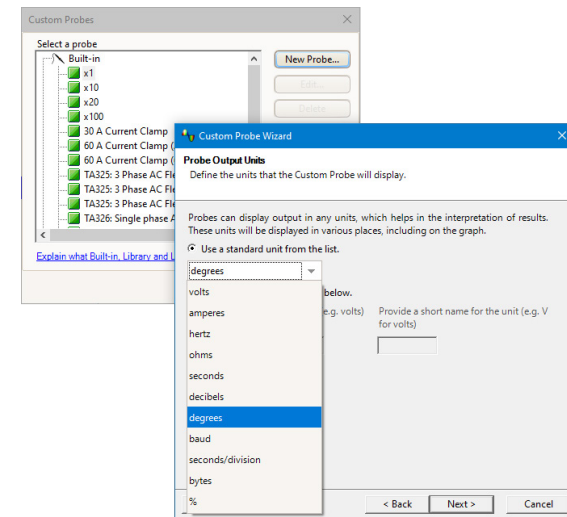 Custom Probes
Select a probe
Built-in
x1
x10
x20
x100
30 A Current Clamp
60 A Current Clamp (
60 A Current Clamp (
TA325: 3 Phase AC Fle
TA325: 3 Phase AC Fle
TA325: 3 Phase AC Fle
TA326: Single phase A
Explain what Built-in, Library and L
New Probe...
Edit...
Delete
Custom Probe Wizard
Probe Output Units
Define the units that the Custom Probe will display.
Probes can display output in any units, which helps in the interpretation of results.
These units will be displayed in various places, including on the graph.
Use a standard unit from the list.
degrees
below.
e.g. volts)
Provide a short name for the unit (e.g. V
for volts)
volts
amperes
hertz
ohms
seconds
decibels
degrees
baud
seconds/division
bytes
%
< Back
Next >
Cancel